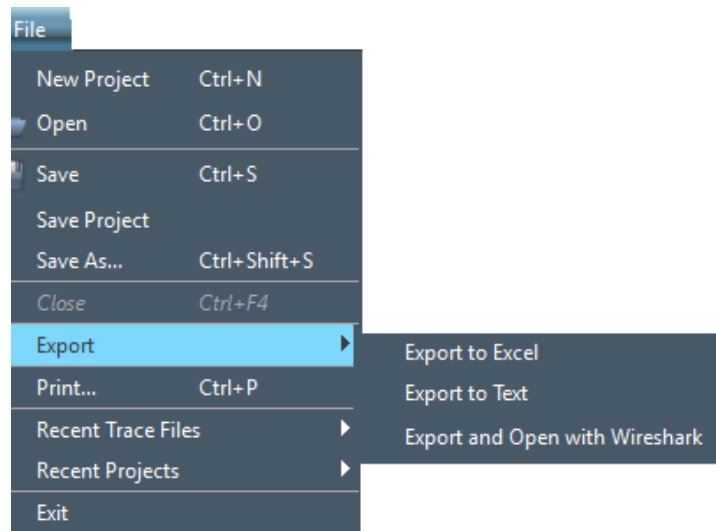 File
New Project Ctrl+N
Open Ctrl+O
Save Ctrl+S
Save Project
Save As... Ctrl+Shift+S
Close Ctrl+F4
Export
Export to Excel
Print... Ctrl+P
Export to Text
Recent Trace Files
Export and Open with Wireshark
Recent Projects
Exit